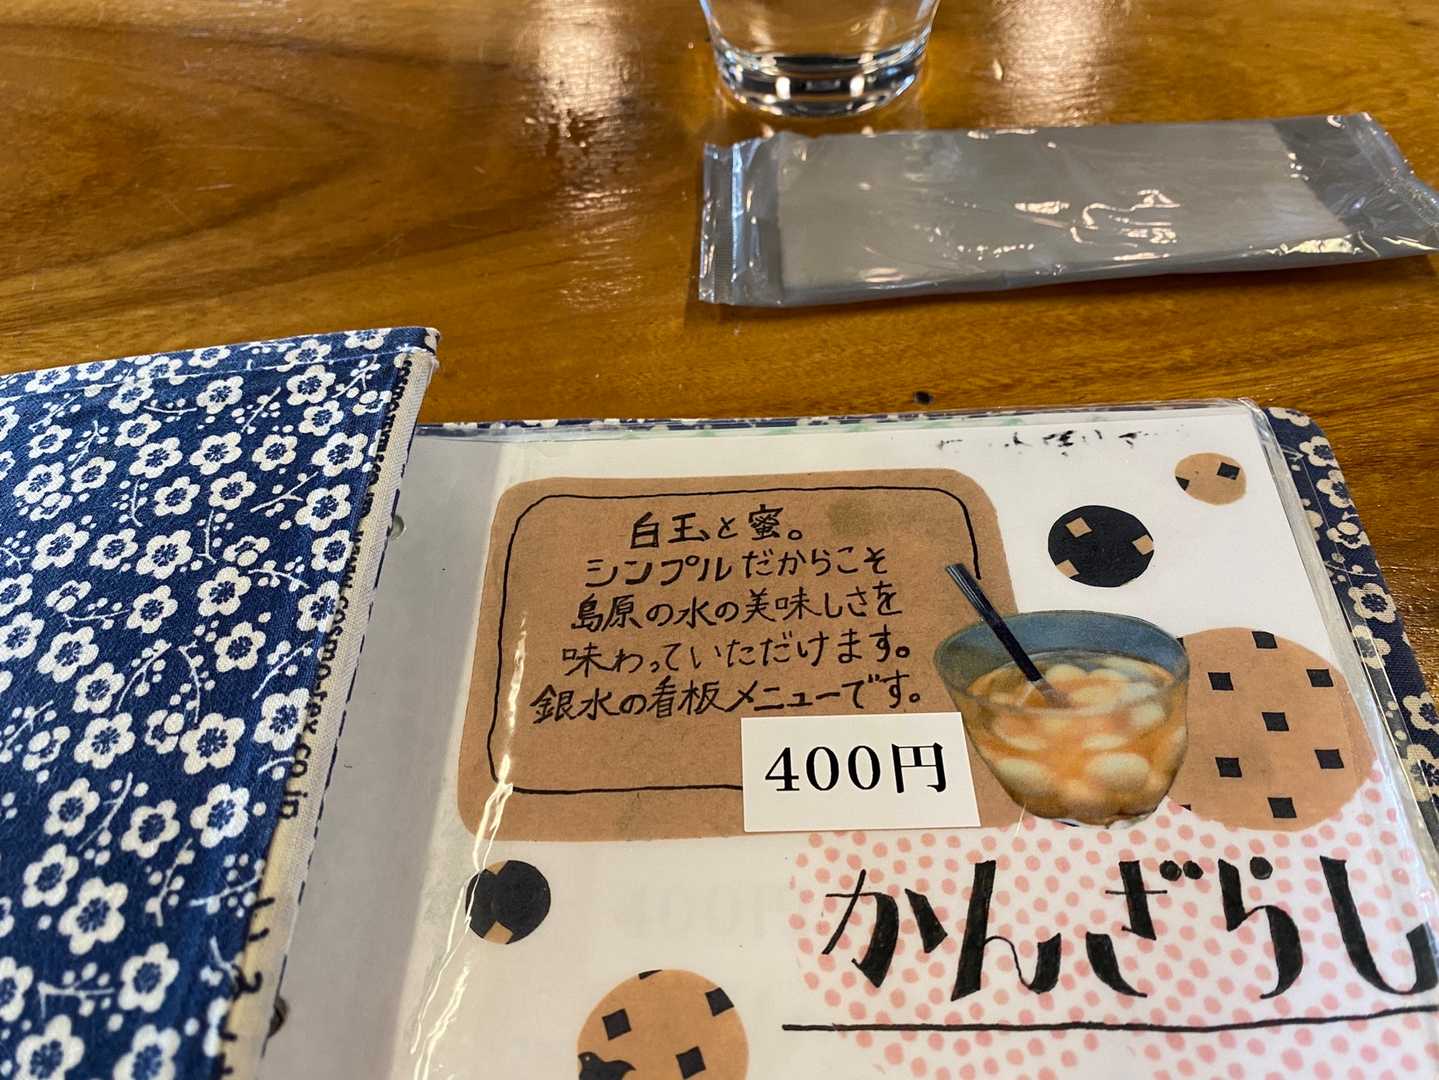 白玉と蜜。
シンプルだからこそ
島原の水の美味しさを
味わっていただけます。
銀水の看板メニューです。
400円
かんざらし